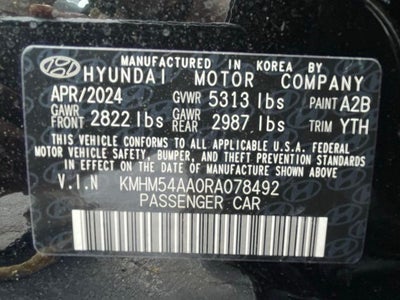 MANUFACTURED IN KOREA BY
HYUNDAI MOTOR COMPANY
APR/2024 GVWR 5313 lbs PAINT A2B
GAWR FRONT 2822 lbs GAWR REAR 2987 lbs TRIM YTH
THIS VEHICLE CONFORMS TO ALL APPLICABLE U.S. FEDERAL
MOTOR VEHICLE SAFETY, BUMPER, AND THEFT PREVENTION
STANDARDS IN EFFECT ON THE DATE OF MANUFACTURE SHOWN ABOVE.
V.I.N KMHM54AA0RA078492
PASSENGER CAR